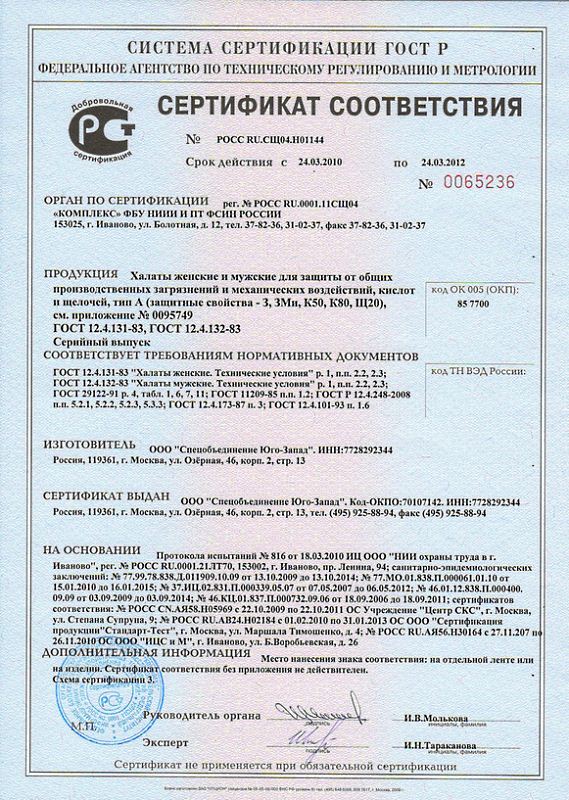 СИСТЕМА СЕРТИФИКАЦИИ ГОСТ Р
ФЕДЕРАЛЬНОЕ АГЕНТСТВО ПО ТЕХНИЧЕСКОМУ РЕГУЛИРОВАНИЮ И МЕТРОЛОГИИ
Добровольная
РСТ
сертификация
СЕРТИФИКАТ СООТВЕТСТВИЯ
№ РОСС RU.СЩ04.Н01144
Срок действия с 24.03.2010 по 24.03.2012
№ 0065236
ОРГАН ПО СЕРТИФИКАЦИИ рег. № РОСС RU.0001.11СЩ04
«КОМПЛЕКС» ФБУ НИИИ И ПТ ФСИН РОССИИ
153025, г. Иваново, ул. Болотная, д. 12, тел. 37-82-36, 31-02-37, факс 37-82-36, 31-02-37
ПРОДУКЦИЯ Халаты женские и мужские для защиты от общих
производственных загрязнений и механических воздействий, кислот
и щелочей, тип А (защитные свойства - З, ЗМи, К50, К80, Щ20),
см. приложение № 0095749
ГОСТ 12.4.131-83, ГОСТ 12.4.132-83
Серийный выпуск
код ОК 005 (ОКП):
85 7700
СООТВЕТСТВУЕТ ТРЕБОВАНИЯМ НОРМАТИВНЫХ ДОКУМЕНТОВ
ГОСТ 12.4.131-83 "Халаты женские. Технические условия" р. 1, п.п. 2.2, 2.3;
ГОСТ 12.4.132-83 "Халаты мужские. Технические условия" р. 1, п.п. 2.2, 2.3;
ГОСТ 29122-91 р. 4, табл. 1, 6, 7, 11; ГОСТ 11209-85 п.п. 1.2; ГОСТ Р 12.4.248-2008
п.п. 5.2.1, 5.2.2, 5.2.3, 5.3.3; ГОСТ 12.4.173-87 п. 3; ГОСТ 12.4.101-93 п. 1.6
код ТН ВЭД России:
ИЗГОТОВИТЕЛЬ ООО "Спецобъединение Юго-Запад". ИНН:7728292344
Россия, 119361, г. Москва, ул. Озёрная, 46, корп. 2, стр. 13
СЕРТИФИКАТ ВЫДАН ООО "Спецобъединение Юго-Запад". Код-ОКПО:70107142. ИНН:7728292344
Россия, 119361, г. Москва, ул. Озёрная, 46, корп. 2, стр. 13, тел. (495) 925-88-94, факс (495) 925-88-94
НА ОСНОВАНИИ Протокола испытаний № 816 от 18.03.2010 ИЦ ООО "НИИ охраны труда в г.
Иваново", рег. № РОСС RU.0001.21ЛТ70, 153002, г. Иваново, пр. Ленина, 94; санитарно-эпидемиологических
заключений: № 77.99.78.838.Д.011909.10.09 от 13.10.2009 до 13.10.2014; № 77.МО.01.838.П.000061.01.10 от
15.01.2010 до 16.01.2015; № 37.ИЦ.02.831.П.000339.05.07 от 07.05.2007 до 06.05.2012; № 46.01.12.838.П.000400.
09.09 от 03.09.2009 до 03.09.2014; № 46.КЦ.01.837.П.000732.09.06 от 18.09.2006 до 18.09.2011; сертификатов
соответствия: № РОСС CN.АЯ58.Н05969 с 22.10.2009 по 22.10.2011 ОС Учреждение "Центр СКС", г. Москва,
ул. Степана Супруна, 9; № РОСС RU.АВ24.Н02184 с 01.02.2010 по 31.01.2013 ОС ООО "Сертификация
продукции"Стандарт-Тест", г. Москва, ул. Маршала Тимошенко, д. 4; № РОСС RU.АЯ56.Н30164 с 27.11.207 по
26.11.2010 ОС ООО "ИЦС и М", г. Иваново, ул. Б.Воробьевская, д. 26
ДОПОЛНИТЕЛЬНАЯ ИНФОРМАЦИЯ Место нанесения знака соответствия: на отдельной ленте или
на изделии. Сертификат соответствия без приложения не действителен.
Схема сертификации 3.
М.П.
Руководитель органа
подпись
И.В.Молькова
инициалы, фамилия
Эксперт
подпись
И.Н.Тараканова
инициалы, фамилия
Сертификат не применяется при обязательной сертификации